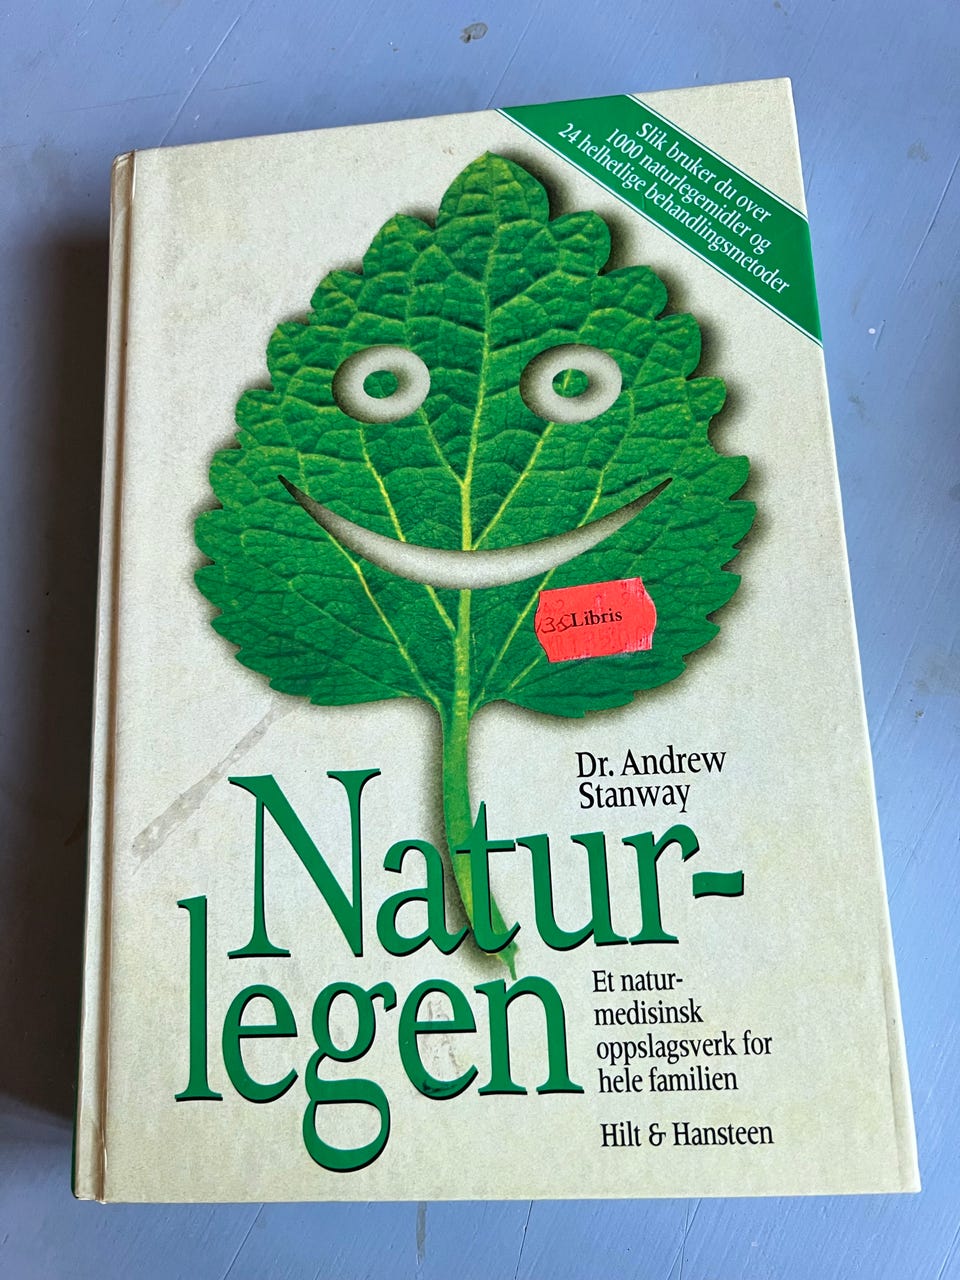 Slik bruker du over
1000 naturlegemidler og
24 helhetlige behandlingsmetoder
Libris
Dr. Andrew
Stanway
Natur-
legen
Et natur-
medisinsk
oppslagsverk for
hele familien
Hilt & Hansteen